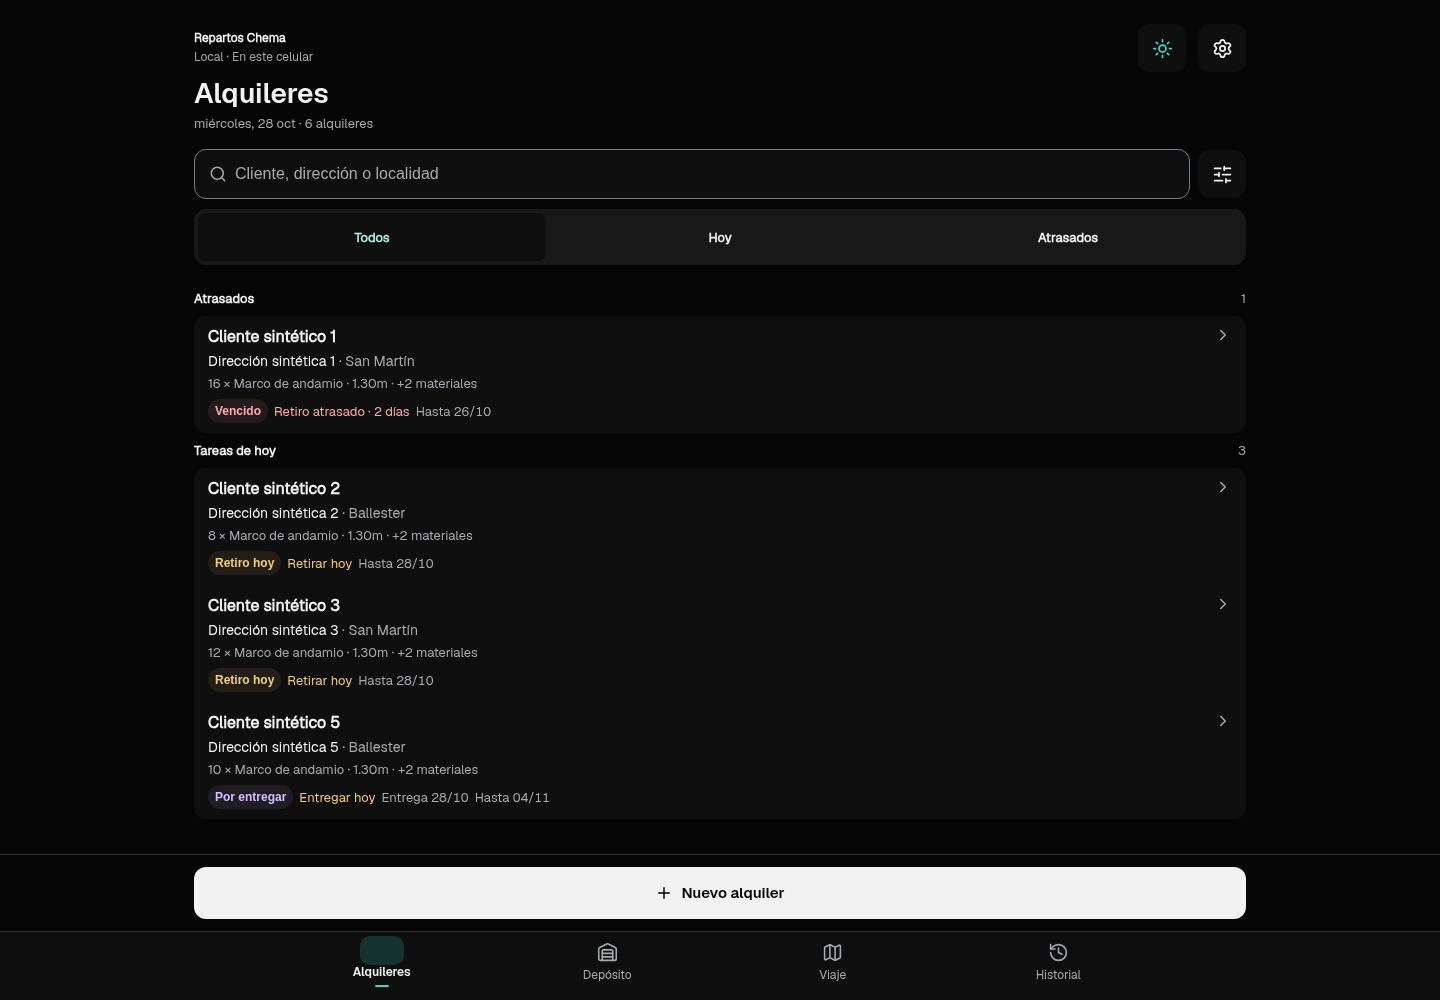 Repartos Chema
Local · En este celular
Alquileres
miércoles, 28 oct · 6 alquileres
Cliente, dirección o localidad
Todos
Hoy
Atrasados
Atrasados
1
Cliente sintético 1
Dirección sintética 1 · San Martín
16 × Marco de andamio · 1.30m · +2 materiales
Vencido Retiro atrasado · 2 días Hasta 26/10
Tareas de hoy
3
Cliente sintético 2
Dirección sintética 2 · Ballester
8 × Marco de andamio · 1.30m · +2 materiales
Retiro hoy Retirar hoy Hasta 28/10
Cliente sintético 3
Dirección sintética 3 · San Martín
12 × Marco de andamio · 1.30m · +2 materiales
Retiro hoy Retirar hoy Hasta 28/10
Cliente sintético 5
Dirección sintética 5 · Ballester
10 × Marco de andamio · 1.30m · +2 materiales
Por entregar Entregar hoy Entrega 28/10 Hasta 04/11
Nuevo alquiler
Alquileres
Depósito
Viaje
Historial